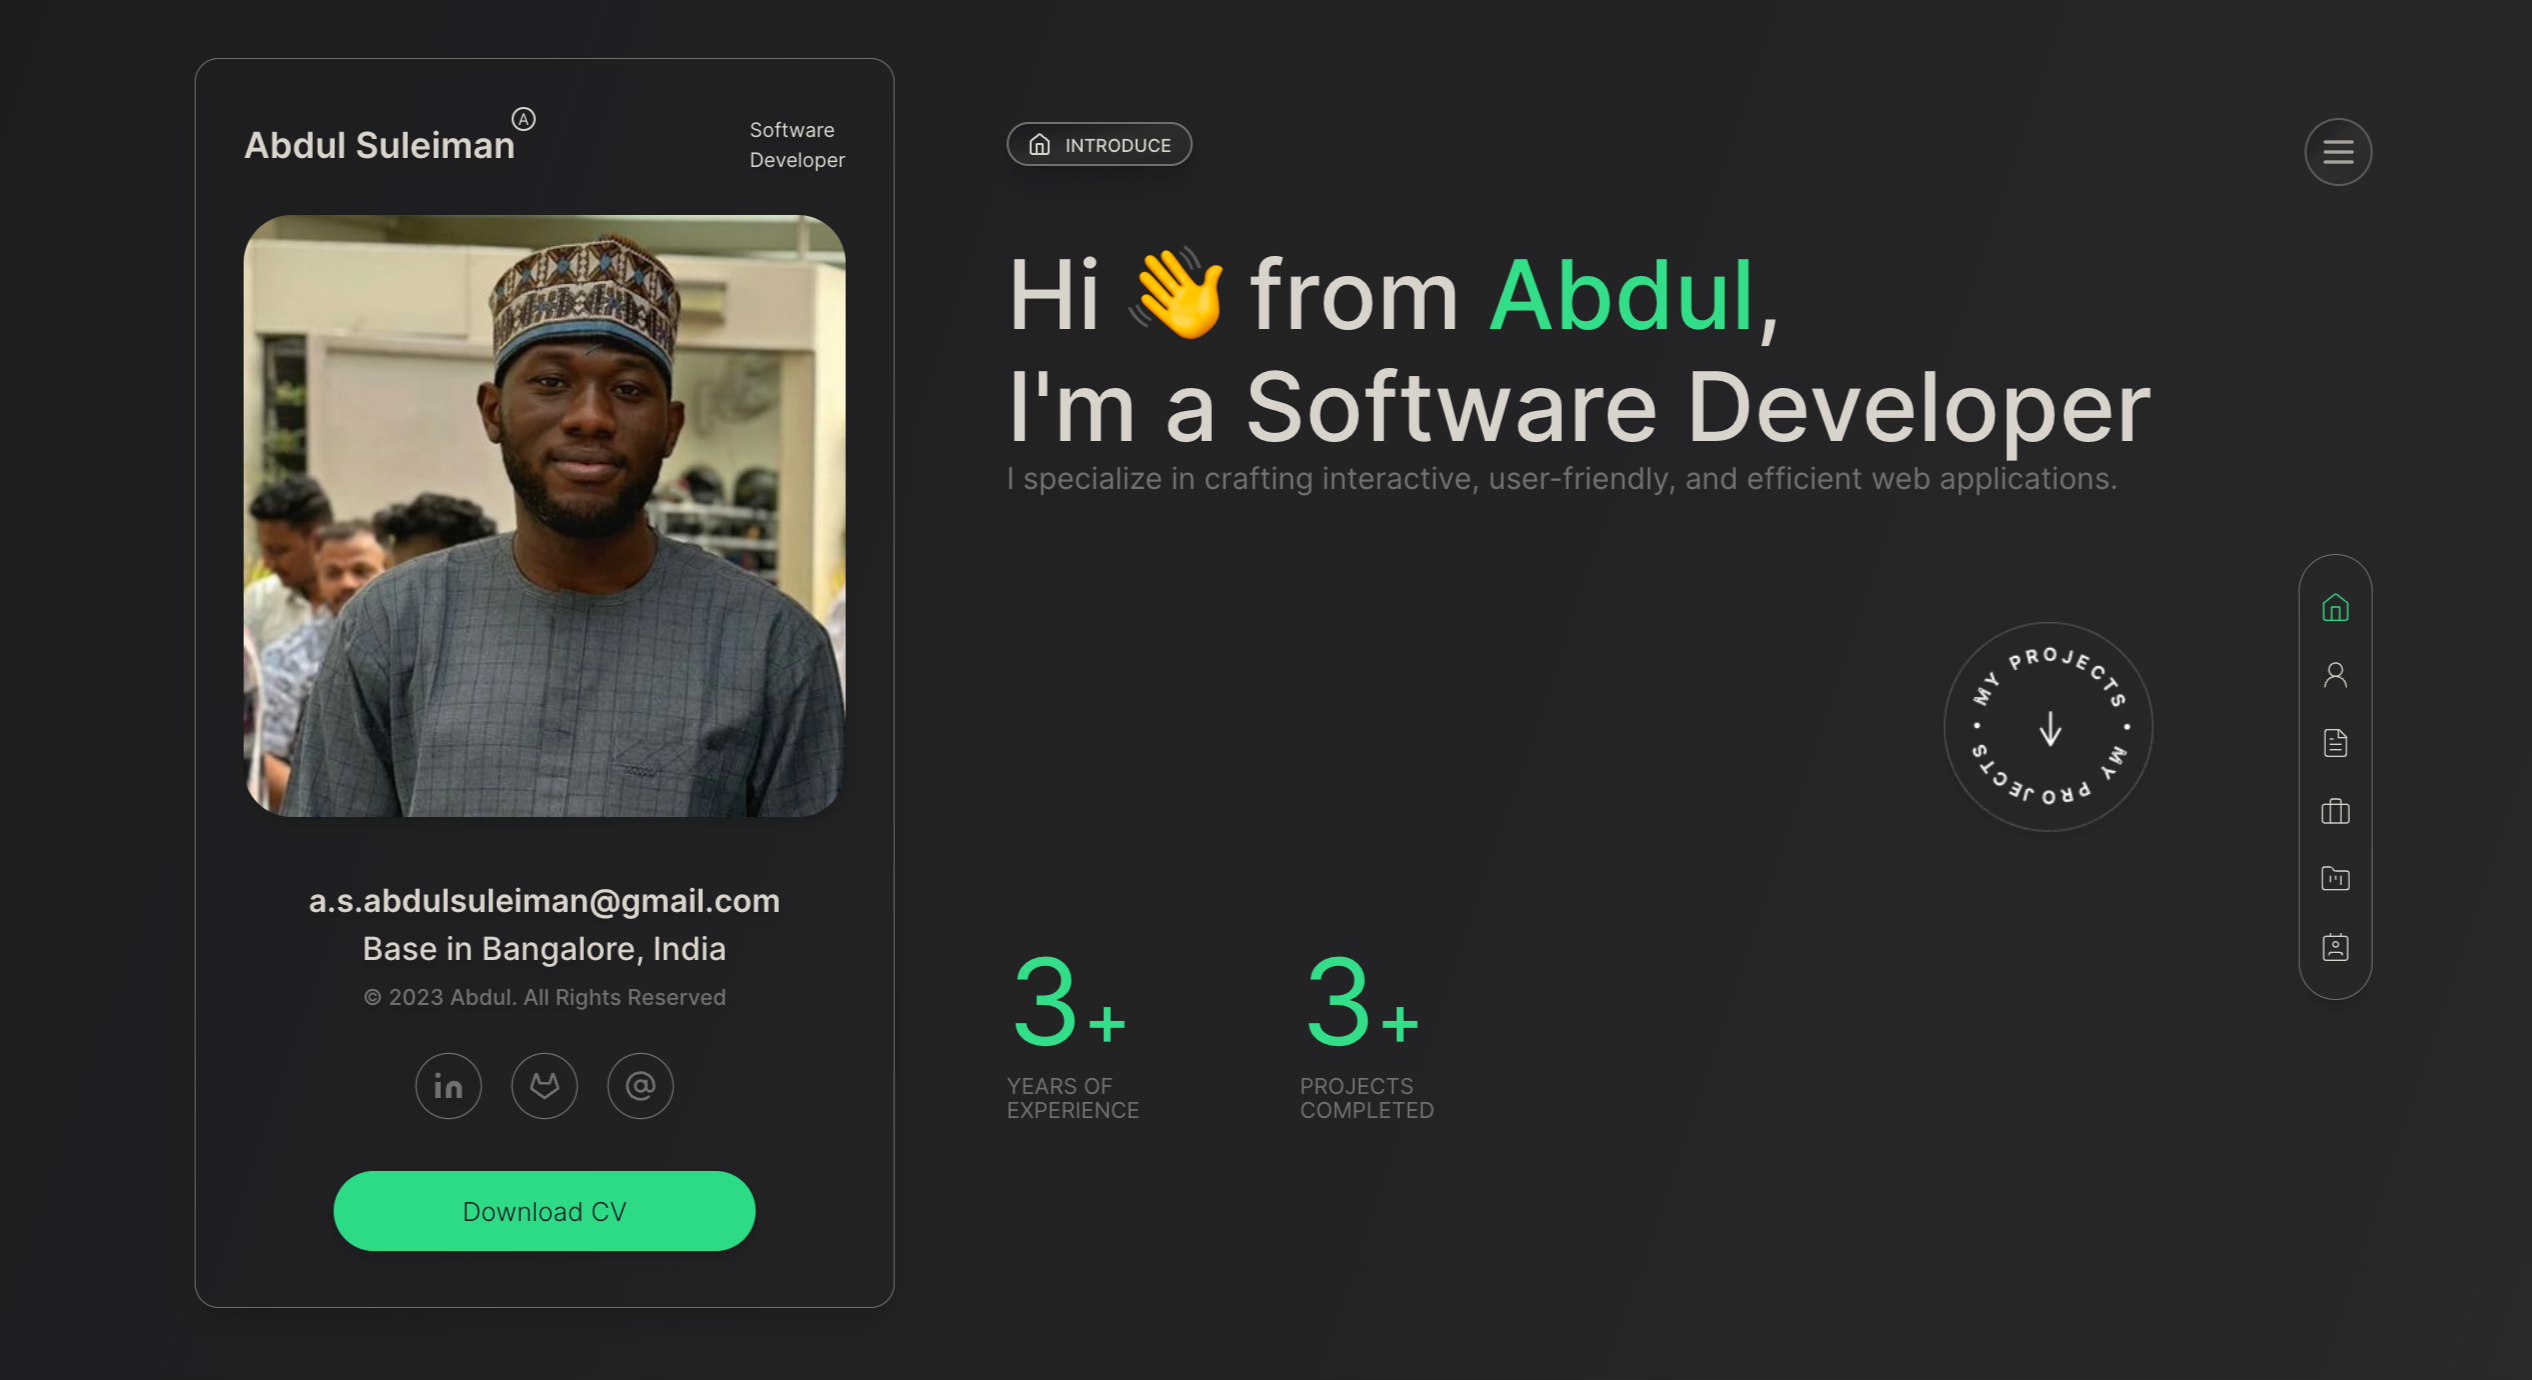 Abdul Suleiman
A
Software
Developer
a.s.abdulsuleiman@gmail.com
Base in Bangalore, India
© 2023 Abdul. All Rights Reserved
in
@
Download CV
INTRODUCE
Hi 👋 from Abdul,
I'm a Software Developer
I specialize in crafting interactive, user-friendly, and efficient web applications.
MY PROJECTS • MY PROJECTS •
3+
YEARS OF
EXPERIENCE
3+
PROJECTS
COMPLETED